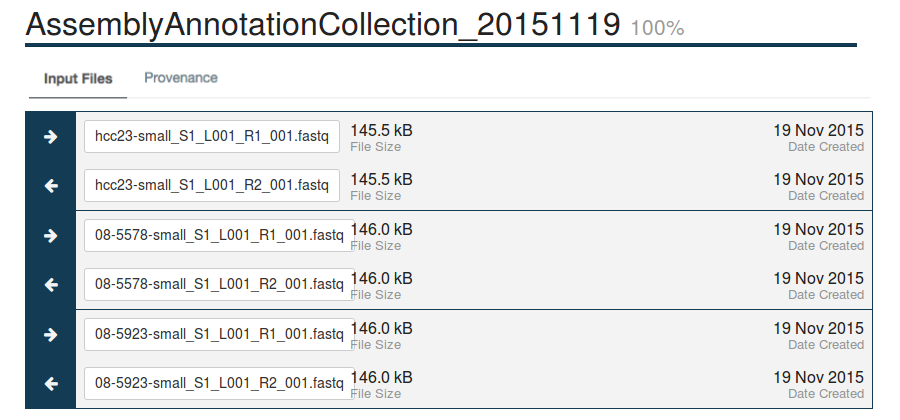 AssemblyAnnotationCollection_20151119 100%
Input Files Provenance
hcc23-small_S1_L001_R1_001.fastq 145.5 kB 19 Nov 2015
File Size Date Created
hcc23-small_S1_L001_R2_001.fastq 145.5 kB 19 Nov 2015
File Size Date Created
08-5578-small_S1_L001_R1_001.fastq 146.0 kB 19 Nov 2015
File Size Date Created
08-5578-small_S1_L001_R2_001.fastq 146.0 kB 19 Nov 2015
File Size Date Created
08-5923-small_S1_L001_R1_001.fastq 146.0 kB 19 Nov 2015
File Size Date Created
08-5923-small_S1_L001_R2_001.fastq 146.0 kB 19 Nov 2015
File Size Date Created